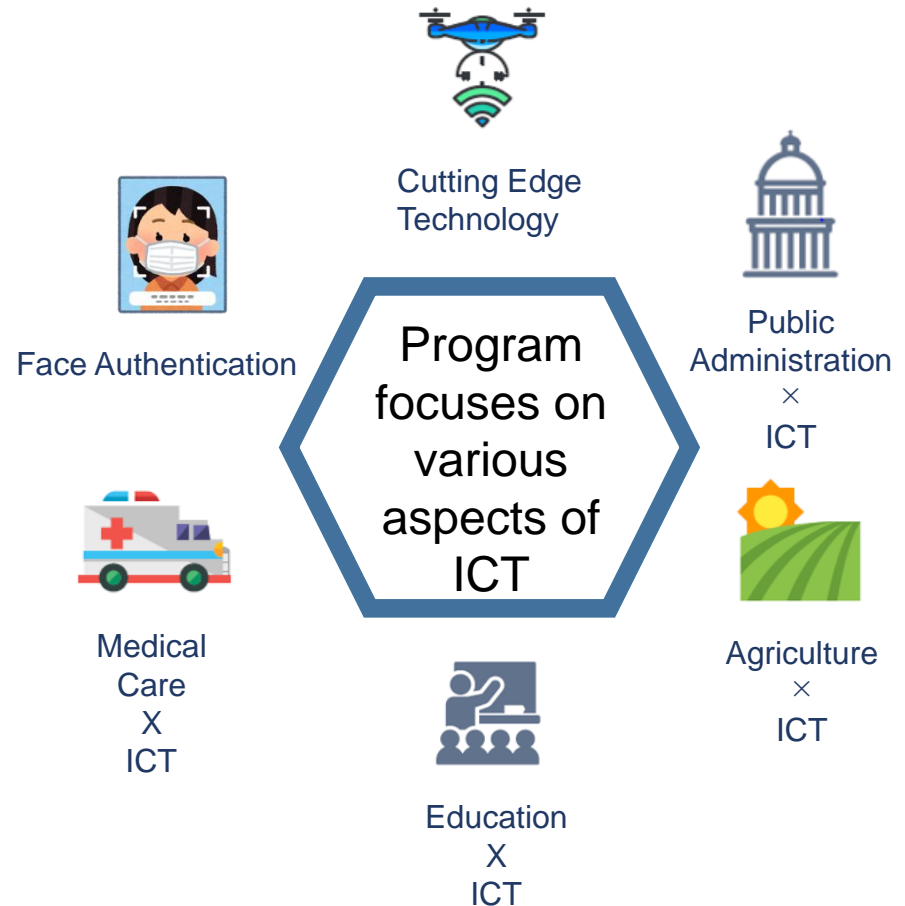 Cutting Edge
Technology
Face Authentication
Public
Administration
×
ICT
Program
focuses on
various
aspects of
ICT
Medical
Care
X
ICT
Agriculture
×
ICT
Education
X
ICT